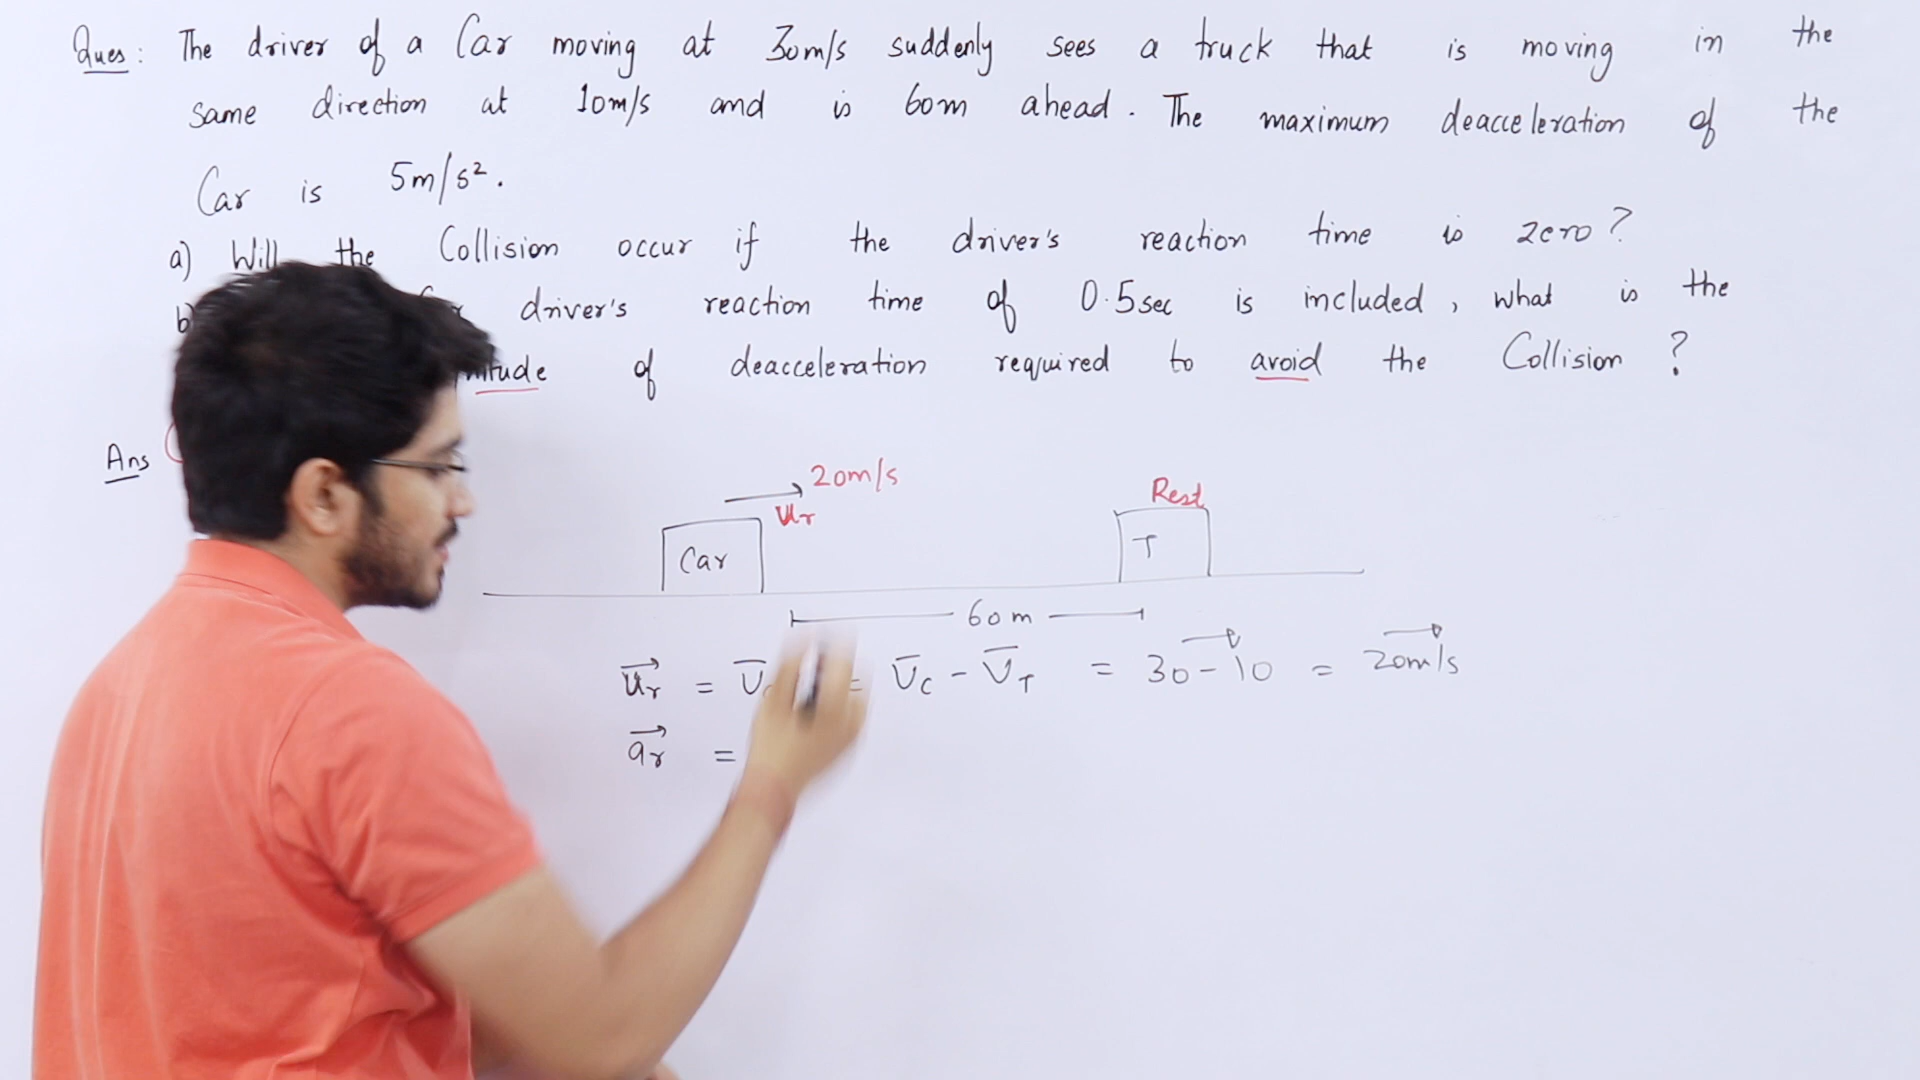 Ques: The driver of a Car moving at 30m/s suddenly sees a truck that is moving in the
same direction at 10m/s and is 60m ahead. The maximum deacceleration of the
Car is 5m/s².
a) Will the Collision occur if the driver's reaction time is zero?
b) driver's reaction time of 0.5sec is included, what is the
of deacceleration required to avoid the Collision?
Ans
20m/s
Rest
ur
Car
T
60m
ur = = VC - VT = 30 - 10 = 20m/s
ar =